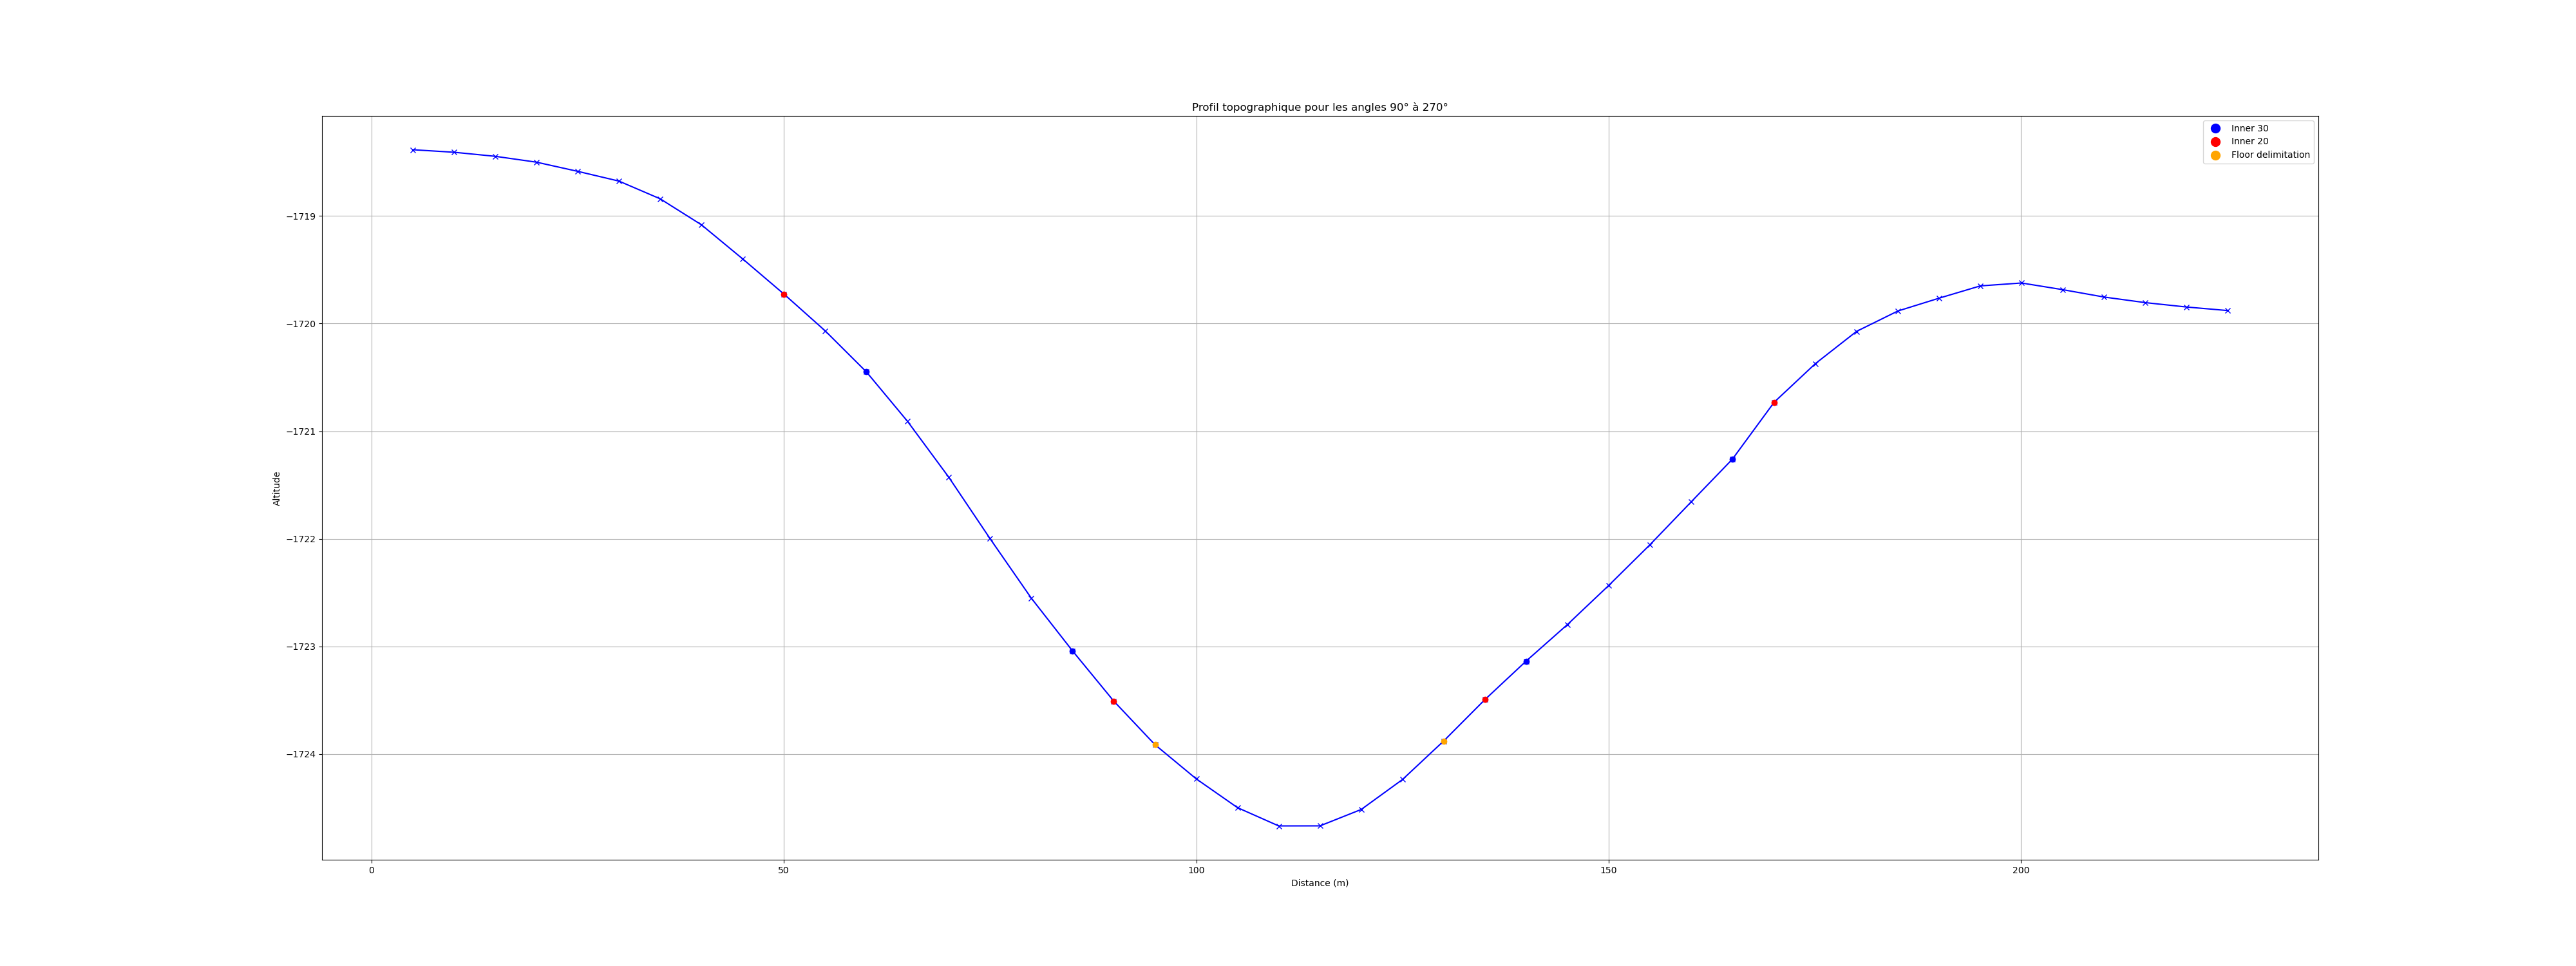 Profil topographique pour les angles 90° à 270°
Inner 30
Inner 20
Floor delimitation
−1719
−1720
−1721
−1722
−1723
−1724
Altitude
0 50 100 150 200
Distance (m)